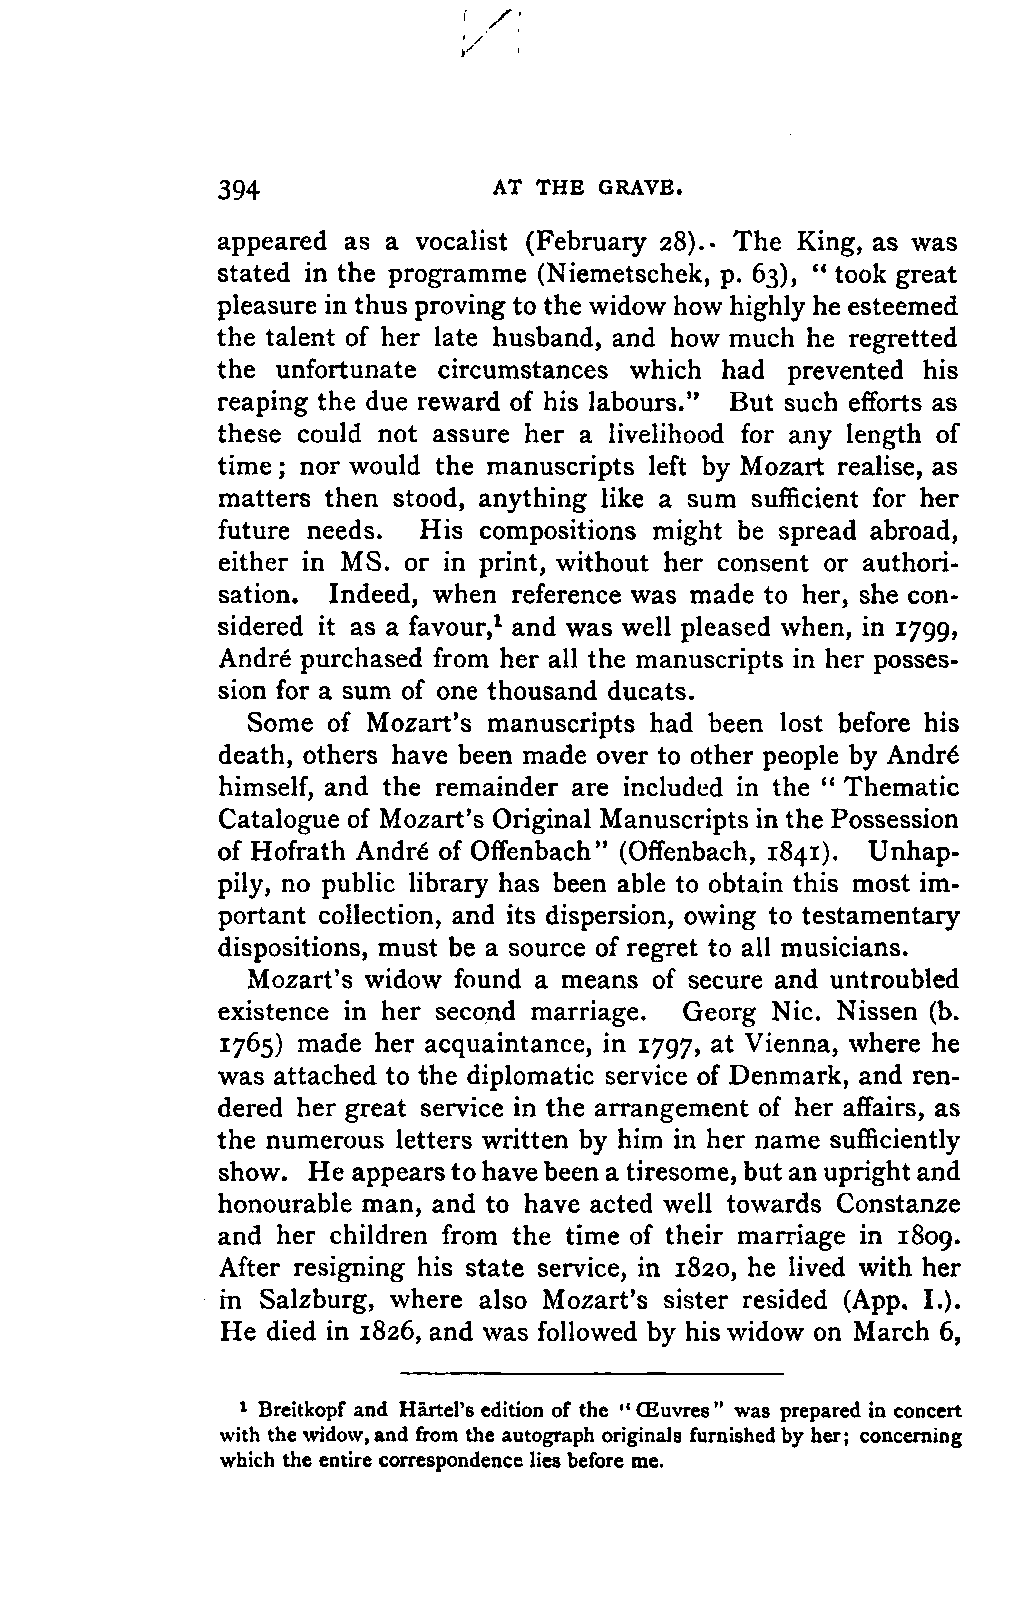 394 AT THE GRAVE.
appeared as a vocalist (February 28).. The King, as was
stated in the programme (Niemetschek, p. 63), “ took great
pleasure in thus proving to the widow how highly he esteemed
the talent of her late husband, and how much he regretted
the unfortunate circumstances which had prevented his
reaping the due reward of his labours.” But such efforts as
these could not assure her a livelihood for any length of
time ; nor would the manuscripts left by Mozart realise, as
matters then stood, anything like a sum sufficient for her
future needs. His compositions might be spread abroad,
either in MS. or in print, without her consent or authori-
sation. Indeed, when reference was made to her, she con-
sidered it as a favour,¹ and was well pleased when, in 1799,
André purchased from her all the manuscripts in her posses-
sion for a sum of one thousand ducats.
Some of Mozart's manuscripts had been lost before his
death, others have been made over to other people by André
himself, and the remainder are included in the “ Thematic
Catalogue of Mozart's Original Manuscripts in the Possession
of Hofrath André of Offenbach” (Offenbach, 1841). Unhap-
pily, no public library has been able to obtain this most im-
portant collection, and its dispersion, owing to testamentary
dispositions, must be a source of regret to all musicians.
Mozart's widow found a means of secure and untroubled
existence in her second marriage. Georg Nic. Nissen (b.
1765) made her acquaintance, in 1797, at Vienna, where he
was attached to the diplomatic service of Denmark, and ren-
dered her great service in the arrangement of her affairs, as
the numerous letters written by him in her name sufficiently
show. He appears to have been a tiresome, but an upright and
honourable man, and to have acted well towards Constanze
and her children from the time of their marriage in 1809.
After resigning his state service, in 1820, he lived with her
in Salzburg, where also Mozart's sister resided (App. I.).
He died in 1826, and was followed by his widow on March 6,
¹ Breitkopf and Härtel's edition of the “Œuvres” was prepared in concert
with the widow, and from the autograph originals furnished by her; concerning
which the entire correspondence lies before me.